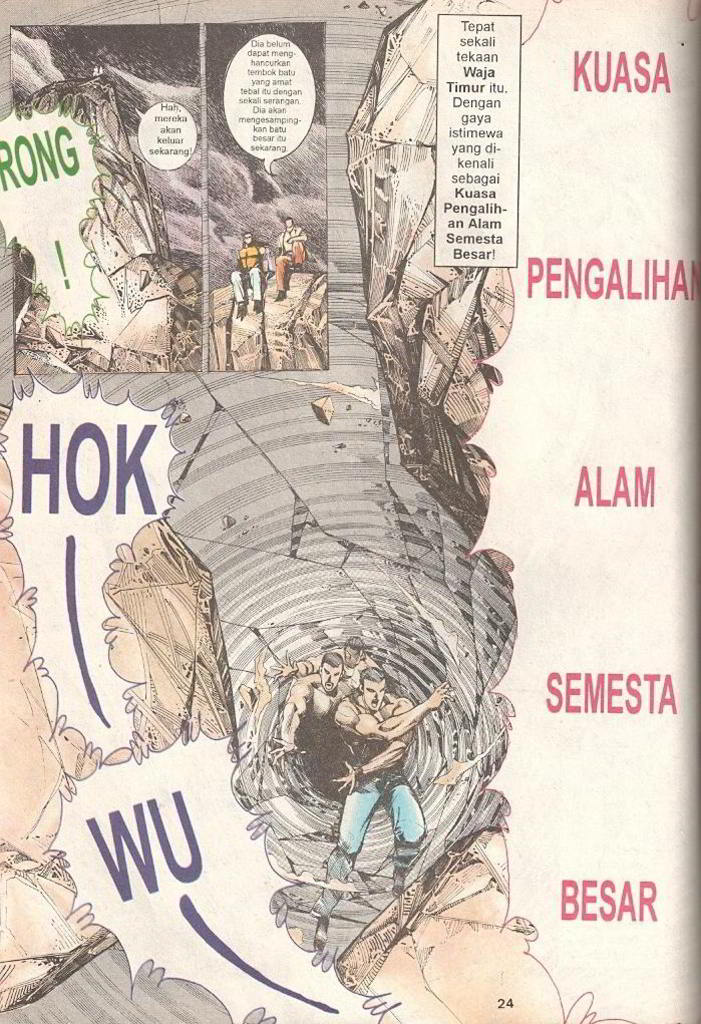 RONG
!
Hah,
mereka
akan
keluar
sekarang!
Dia belum
dapat meng-
hancurkan
tembok batu
yang amat
tebal itu dengan
sekali serangan.
Dia akan
mengesamping-
kan batu
besar itu
sekarang.
Tepat
sekali
tekaan
Waja
Timur itu.
Dengan
gaya
istimewa
yang di-
kenali
sebagai
Kuasa
Pengalih-
an Alam
Semesta
Besar!
KUASA
PENGALIHAN
ALAM
SEMESTA
BESAR
HOK
WU
24